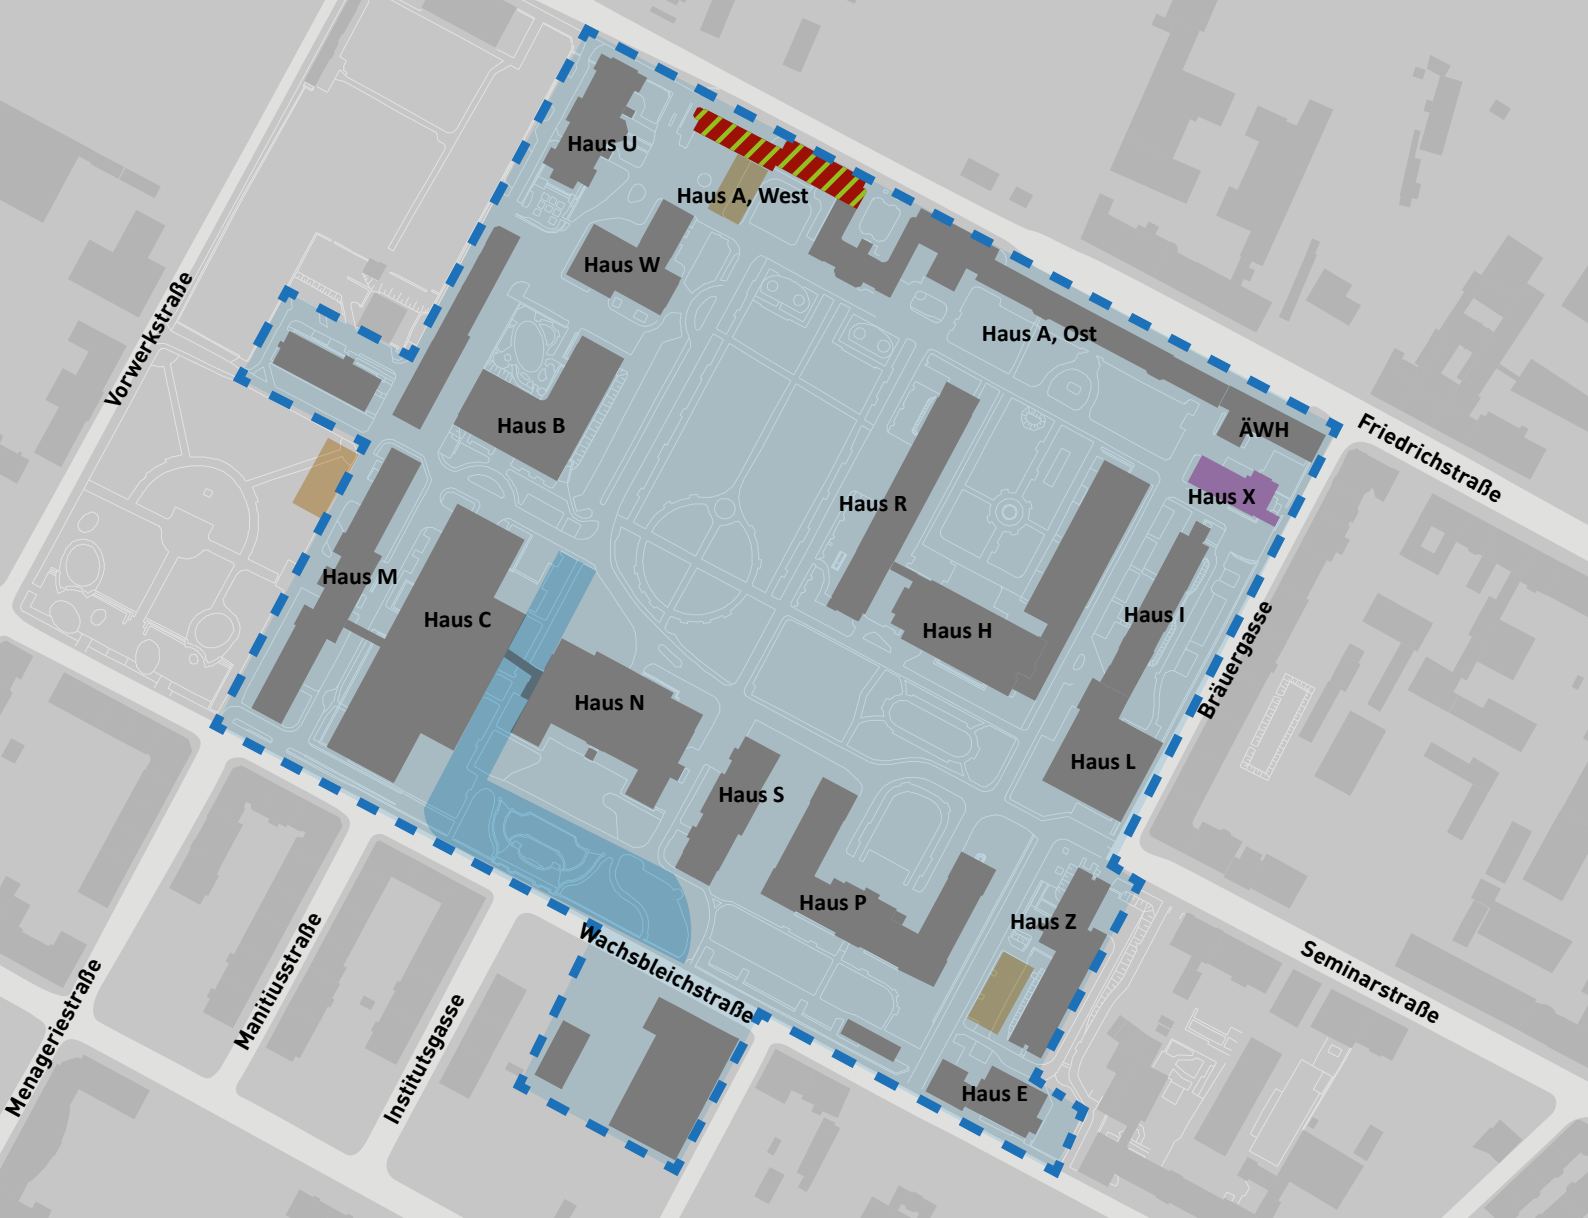 Haus U
Haus A, West
Haus W
Vorwerkstraße
Haus A, Ost
Haus B
ÄWH
Friedrichstraße
Haus X
Haus R
Haus M
Haus C
Haus H
Haus I
Bräuergasse
Haus N
Haus L
Haus S
Haus P
Haus Z
Wachsbleichstraße
Seminarstraße
Menageriestraße
Manitiusstraße
Institutsgasse
Haus E